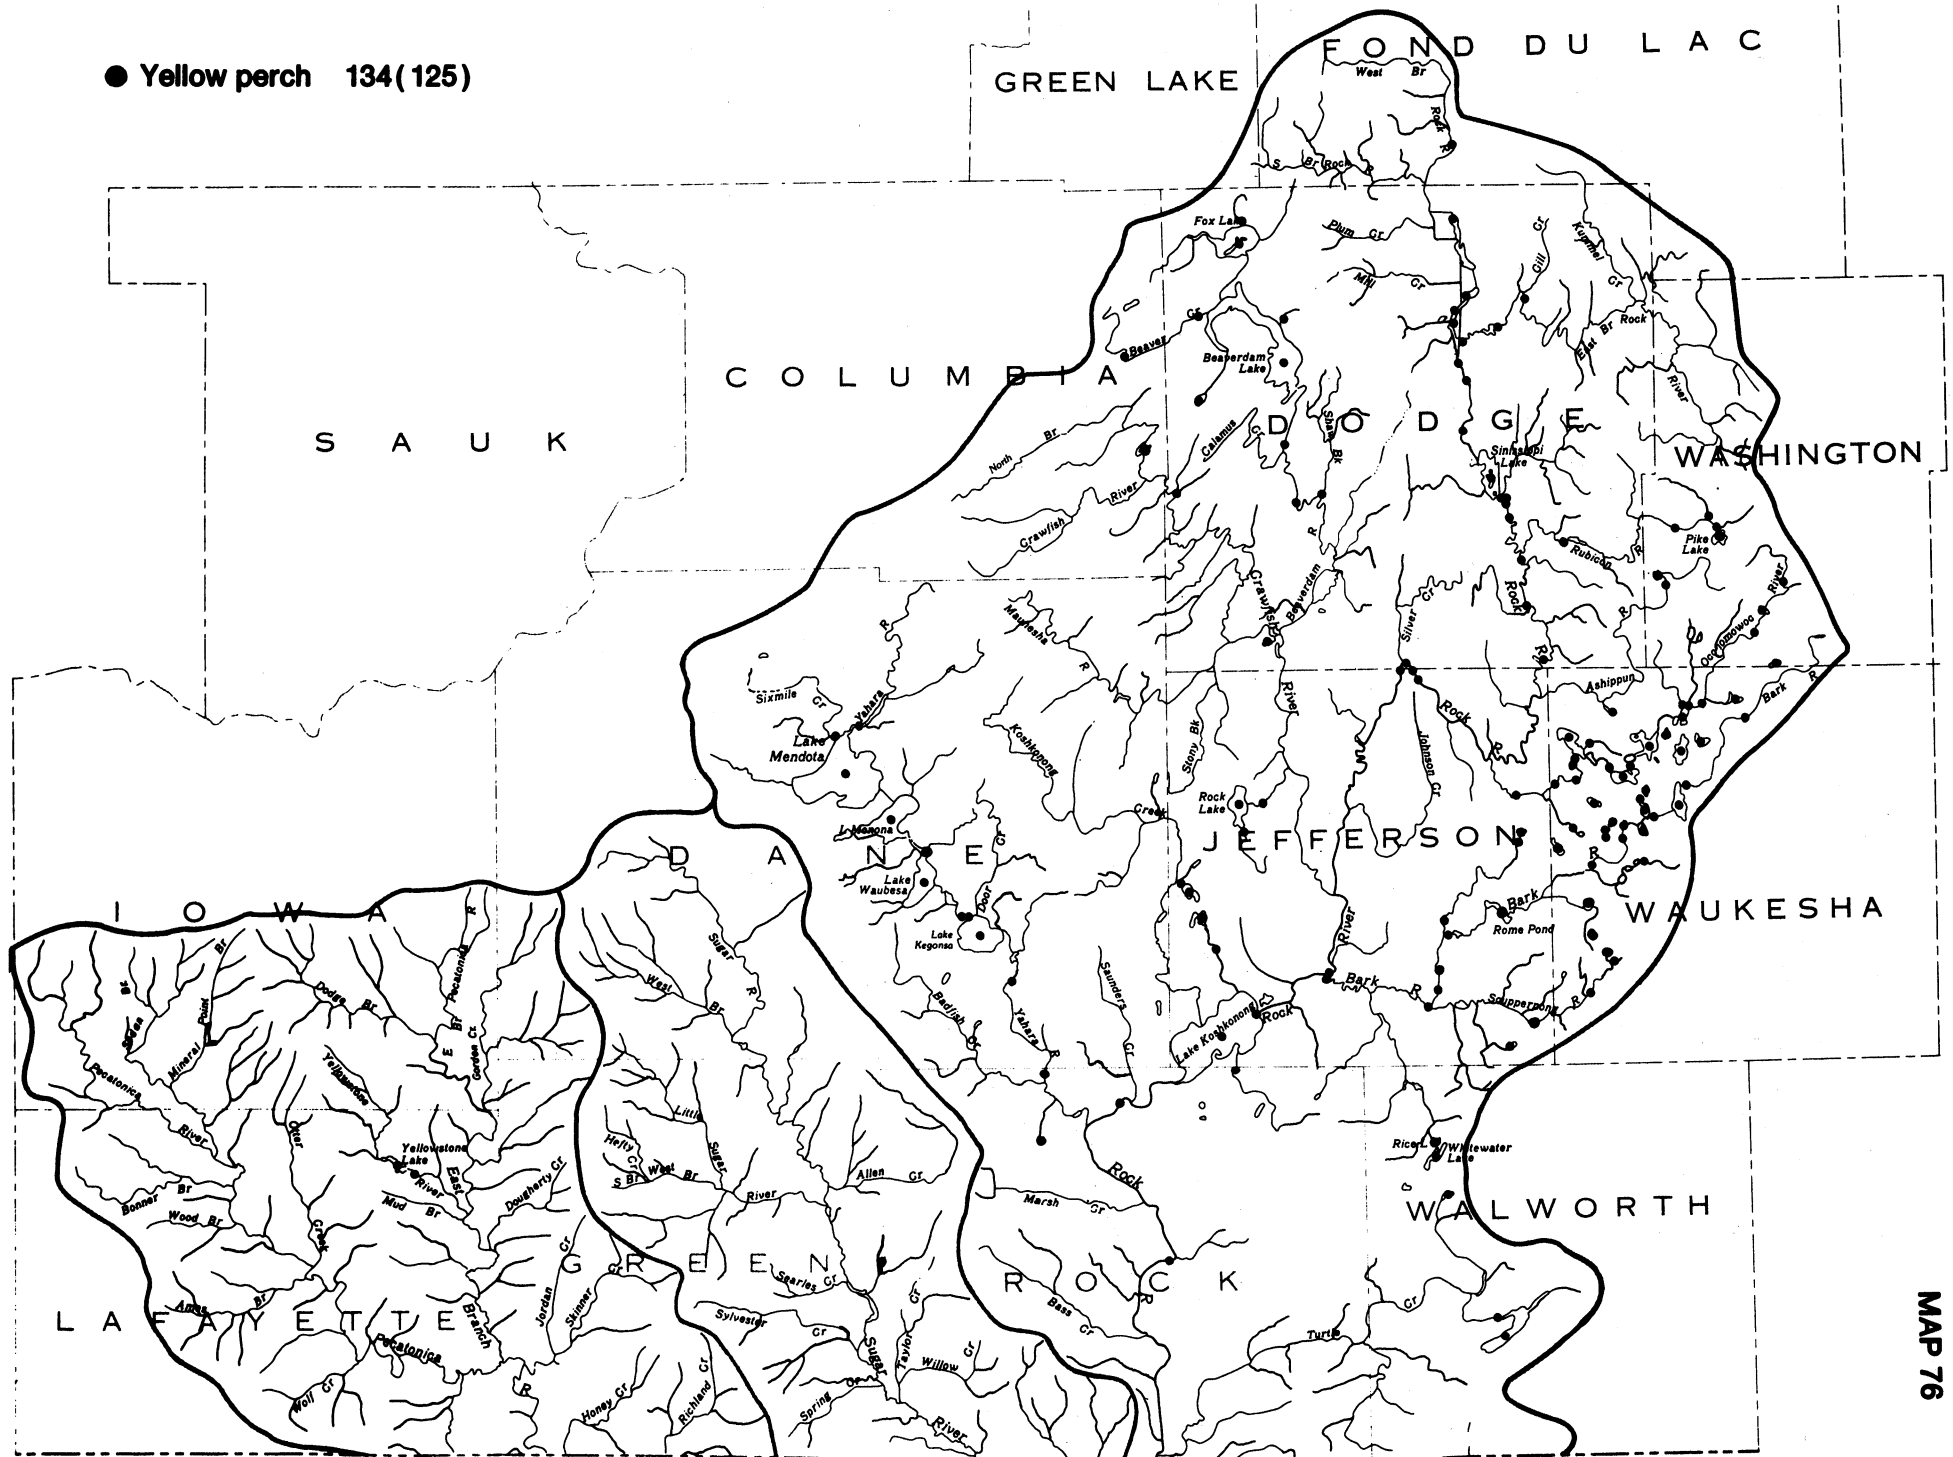 FOND DU LAC
● Yellow perch 134(125)
GREEN LAKE
West Br
Rock
R
S Br Rock R
Fox Lake
Plum Cr
Gill Cr
Kummel Cr
Mill Cr
Beaver Cr
East Br Rock
River
Beaverdam
Lake
COLUMBIA
SAUK
DODGE
Calamus Cr
Shaw Bk
North Br
Sinissippi
Lake
WASHINGTON
Crawfish River
Rubicon R
Pike
Lake
Crawfish
River
Beaverdam R
Silver Cr
Rock
R
Maunesha
R
Oconomowoc River
Ashippun
R
Bark R
Sixmile Cr
Yahara
R
Lake
Mendota
Koshkonong
Creek
Stony Bk
Rock
R
Johnson Cr
Rock
Lake
L Monona
JEFFERSON
DANE
Lake
Waubesa
Door Cr
Lake
Kegonsa
Bark
R
Rome Pond
WAUKESHA
IOWA
Br
Pecatonica
R
Dodge Br
Mineral Point
Pecatonica
River
E Br
Gordon Cr
Sugar
R
West Br
Badfish Cr
Yahara
R
Saunders
Cr
River
Bark R
Lake Koshkonong
Rock
Scuppernong R
Yellowstone
Otter
Creek
Little
Sugar
Hefty Cr
West Br
S Br
River
Allen Cr
Rice L
Whitewater
Lake
Yellowstone
Lake
River
East
Bonner Br
Wood Br
Mud Br
Dougherty Cr
Marsh Cr
Rock
R
WALWORTH
GREEN
ROCK
Searles Cr
Jordan Cr
Skinner Cr
Ames Br
LAFAYETTE
Pecatonica
R
Branch
Sylvester
Cr
Sugar
Taylor Cr
Bass
Cr
Turtle Cr
Willow Cr
Wolf Cr
Honey Cr
Richland Cr
Spring Cr
River
MAP 76